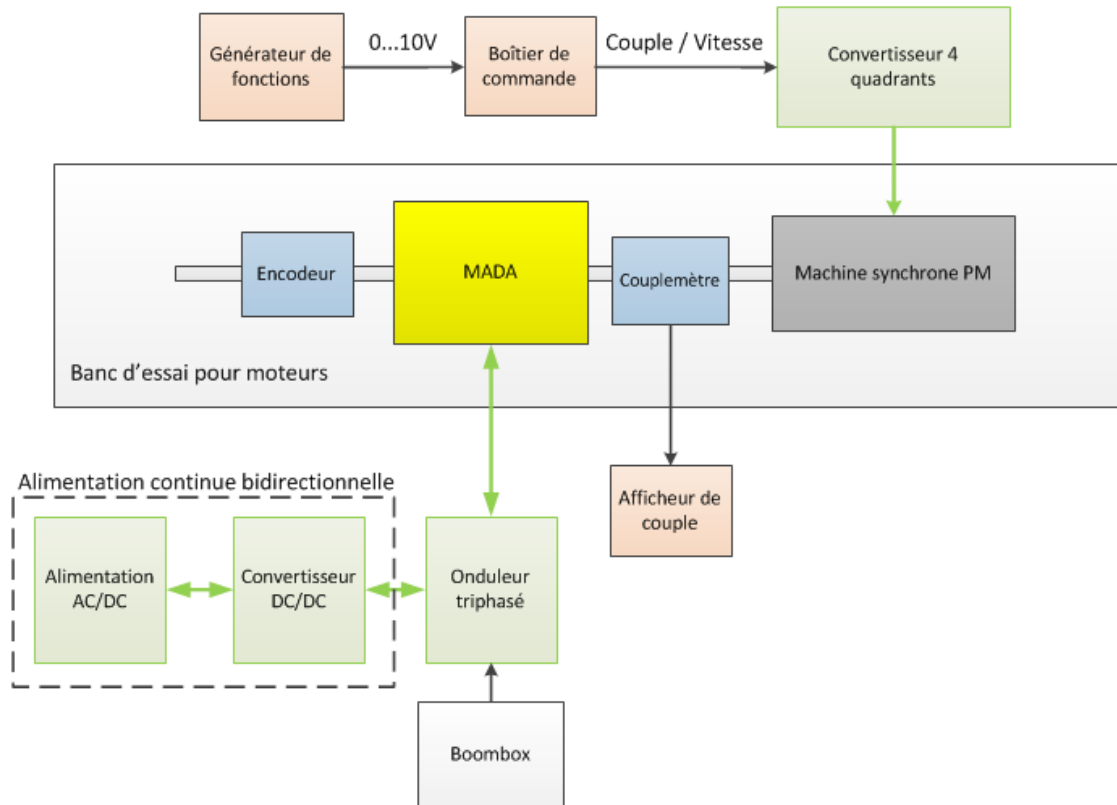 Générateur de
fonctions
0...10V
Boîtier de
commande
Couple / Vitesse
Convertisseur 4
quadrants
Encodeur
MADA
Couplemètre
Machine synchrone PM
Banc d'essai pour moteurs
Alimentation continue bidirectionnelle
Alimentation
AC/DC
Convertisseur
DC/DC
Onduleur
triphasé
Afficheur de
couple
Boombox